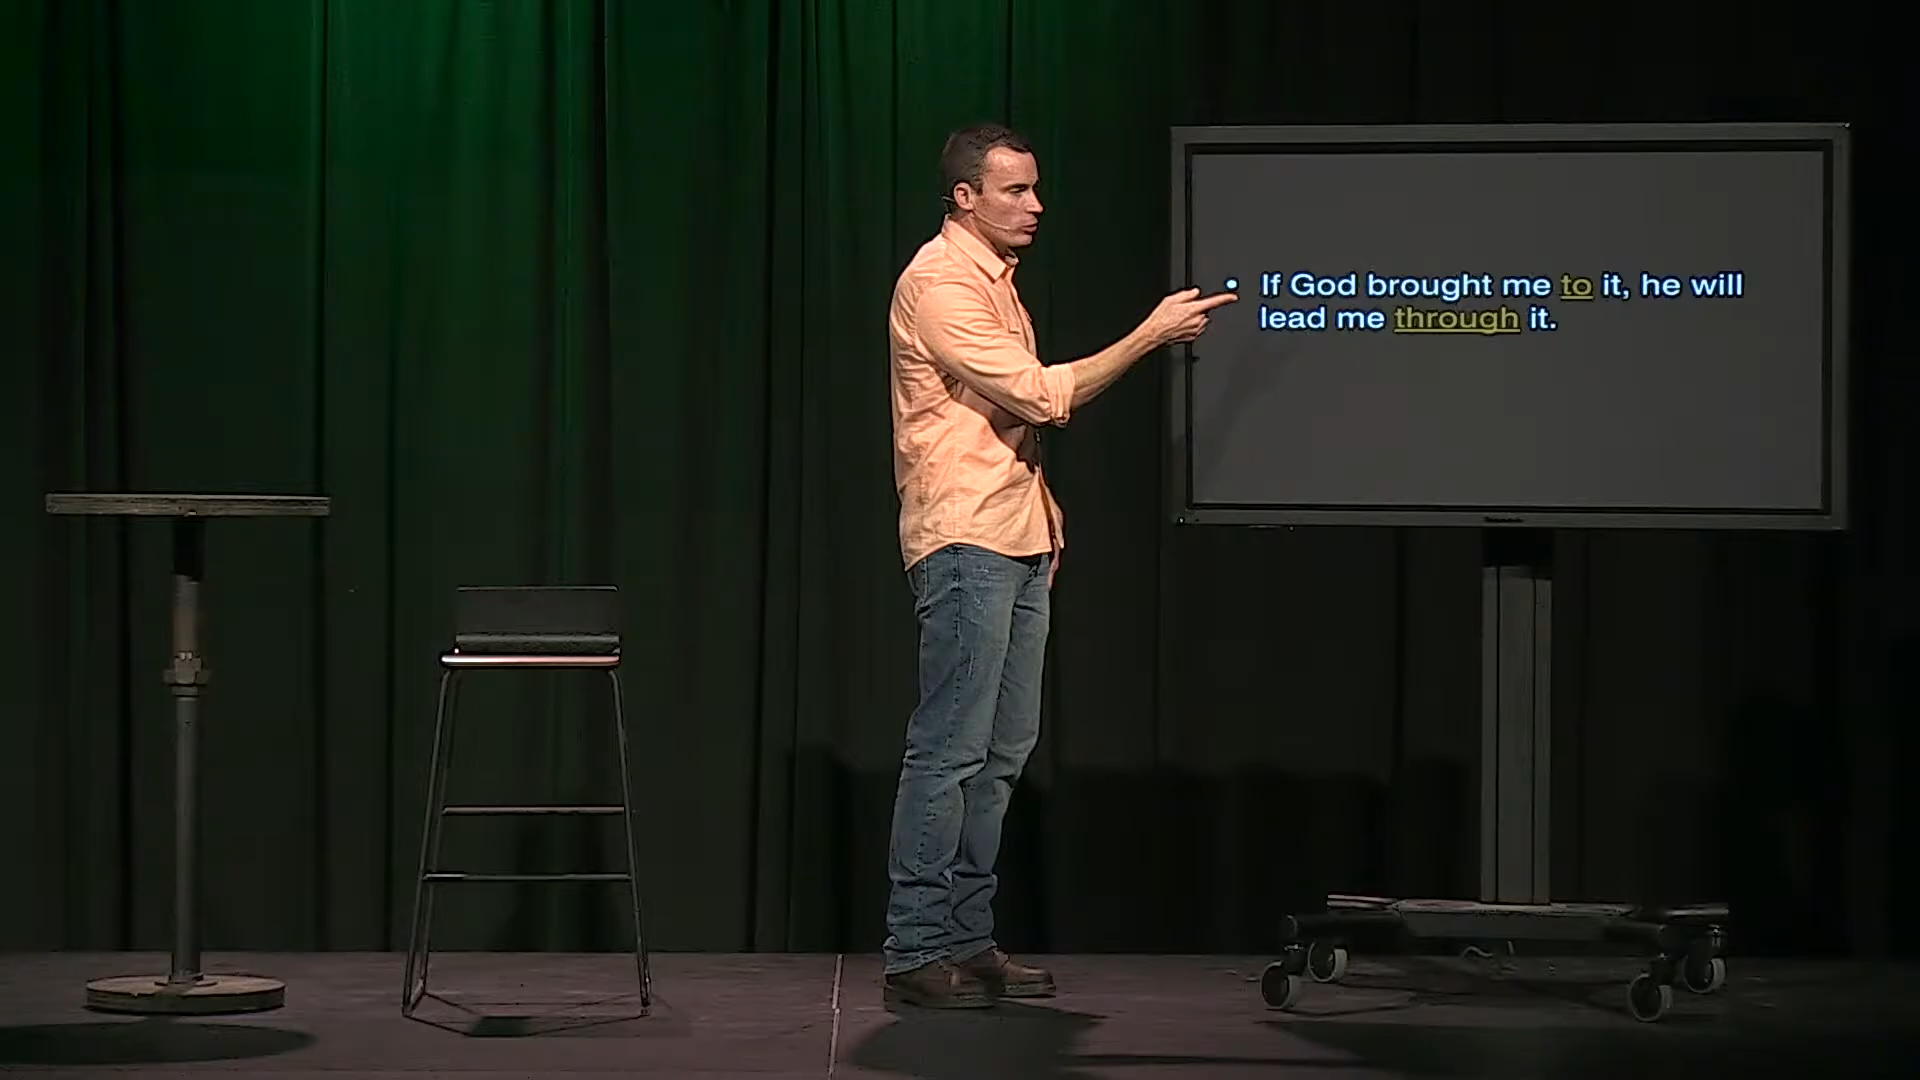 • If God brought me to it, he will
lead me through it.